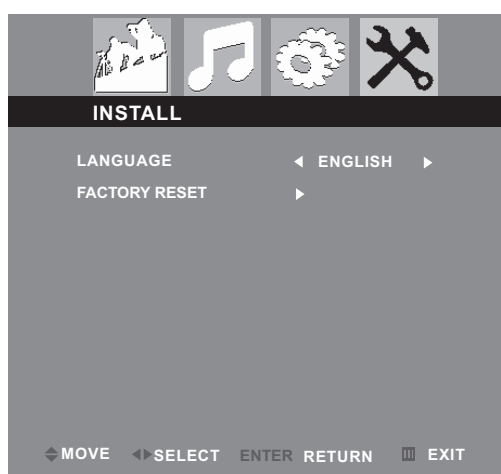 INSTALL
LANGUAGE ENGLISH
FACTORY RESET
MOVE SELECT ENTER RETURN EXIT